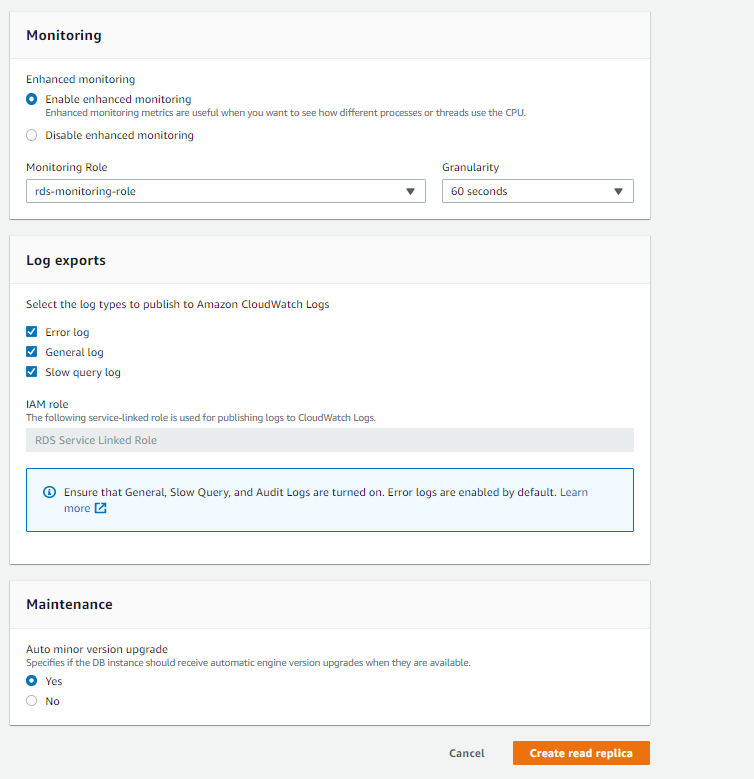 Monitoring
Enhanced monitoring
Enable enhanced monitoring
Enhanced monitoring metrics are useful when you want to see how different processes or threads use the CPU.
Disable enhanced monitoring
Monitoring Role
Granularity
rds-monitoring-role
60 seconds
Log exports
Select the log types to publish to Amazon CloudWatch Logs
Error log
General log
Slow query log
IAM role
The following service-linked role is used for publishing logs to CloudWatch Logs.
RDS Service Linked Role
Ensure that General, Slow Query, and Audit Logs are turned on. Error logs are enabled by default. Learn
more
Maintenance
Auto minor version upgrade
Specifies if the DB instance should receive automatic engine version upgrades when they are available.
Yes
No
Cancel
Create read replica